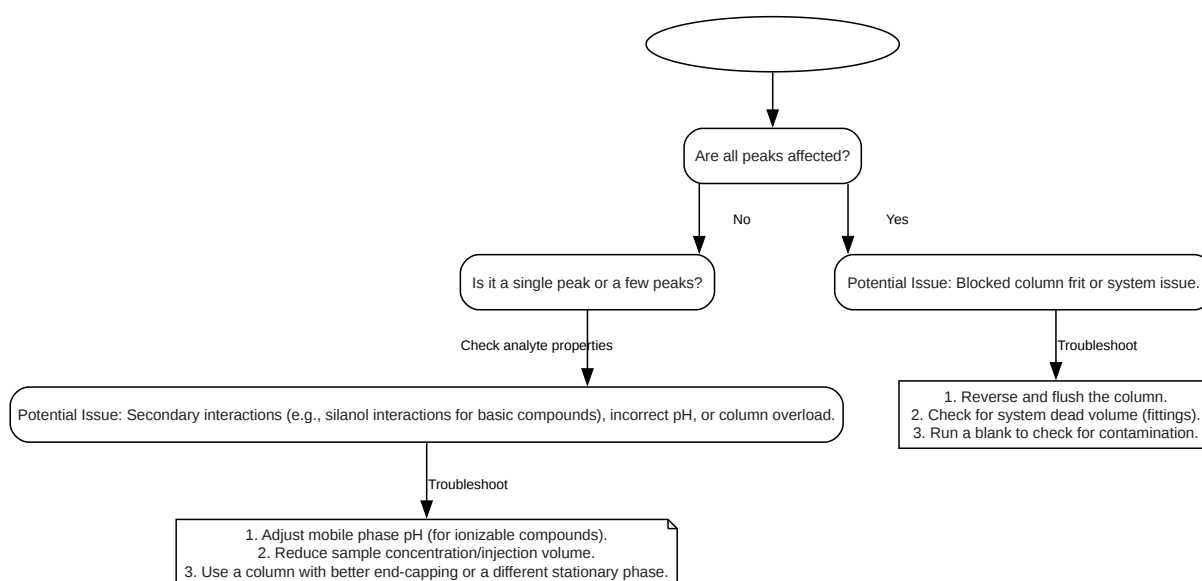 Are all peaks affected?
No
Yes
Is it a single peak or a few peaks?
Potential Issue: Blocked column frit or system issue.
Check analyte properties
Troubleshoot
Potential Issue: Secondary interactions (e.g., silanol interactions for basic compounds), incorrect pH, or column overload.
1. Reverse and flush the column.
2. Check for system dead volume (fittings).
3. Run a blank to check for contamination.
Troubleshoot
1. Adjust mobile phase pH (for ionizable compounds).
2. Reduce sample concentration/injection volume.
3. Use a column with better end-capping or a different stationary phase.